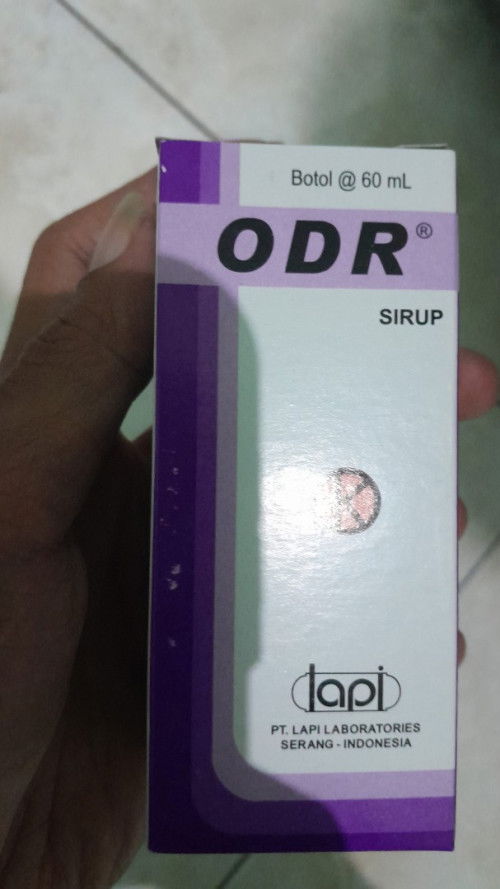 Botol @ 60 mL
ODR®
SIRUP
lapi
PT. LAPI LABORATORIES
SERANG - INDONESIA